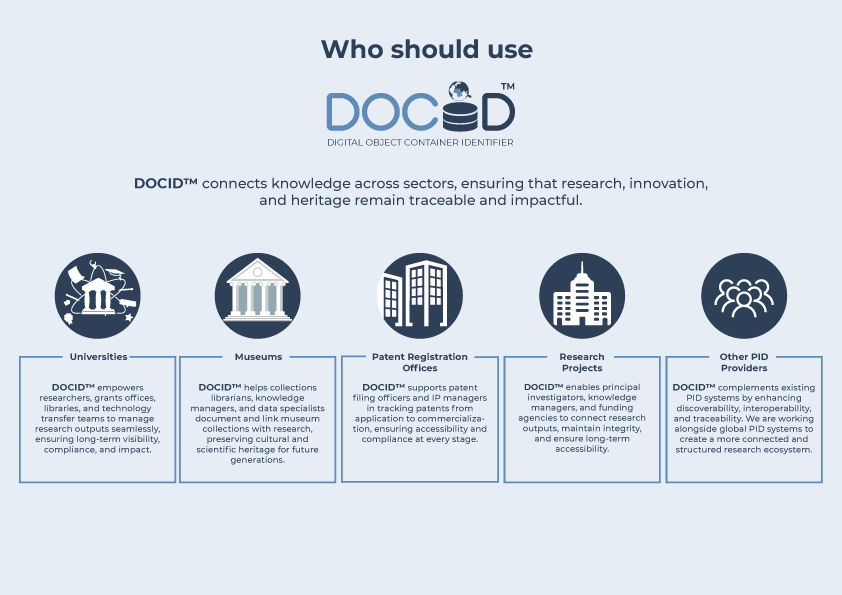 Who should use
DOCID™
DIGITAL OBJECT CONTAINER IDENTIFIER
DOCID™ connects knowledge across sectors, ensuring that research, innovation,
and heritage remain traceable and impactful.
Universities
DOCID™ empowers
researchers, grants offices,
libraries, and technology
transfer teams to manage
research outputs seamlessly,
ensuring long-term visibility,
compliance, and impact.
Museums
DOCID™ helps collections
librarians, knowledge
managers, and data specialists
document and link museum
collections with research,
preserving cultural and
scientific heritage for future
generations.
Patent Registration
Offices
DOCID™ supports patent
filing officers and IP managers
in tracking patents from
application to commercializa-
tion, ensuring accessibility and
compliance at every stage.
Research
Projects
DOCID™ enables principal
investigators, knowledge
managers, and funding
agencies to connect research
outputs, maintain integrity,
and ensure long-term
accessibility.
Other PID
Providers
DOCID™ complements existing
PID systems by enhancing
discoverability, interoperability,
and traceability. We are working
alongside global PID systems to
create a more connected and
structured research ecosystem.